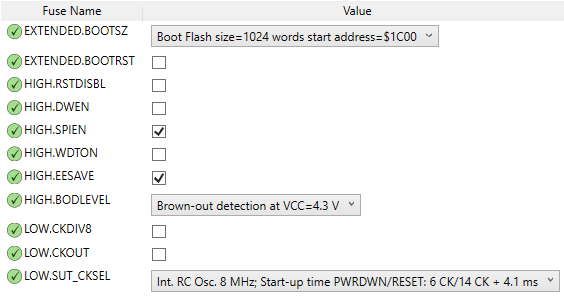 Fuse Name Value
EXTENDED.BOOTSZ Boot Flash size=1024 words start address=$1C00
EXTENDED.BOOTRST
HIGH.RSTDISBL
HIGH.DWEN
HIGH.SPIEN
HIGH.WDTON
HIGH.EESAVE
HIGH.BODLEVEL Brown-out detection at VCC=4.3 V
LOW.CKDIV8
LOW.CKOUT
LOW.SUT_CKSEL Int. RC Osc. 8 MHz; Start-up time PWRDWN/RESET: 6 CK/14 CK + 4.1 ms